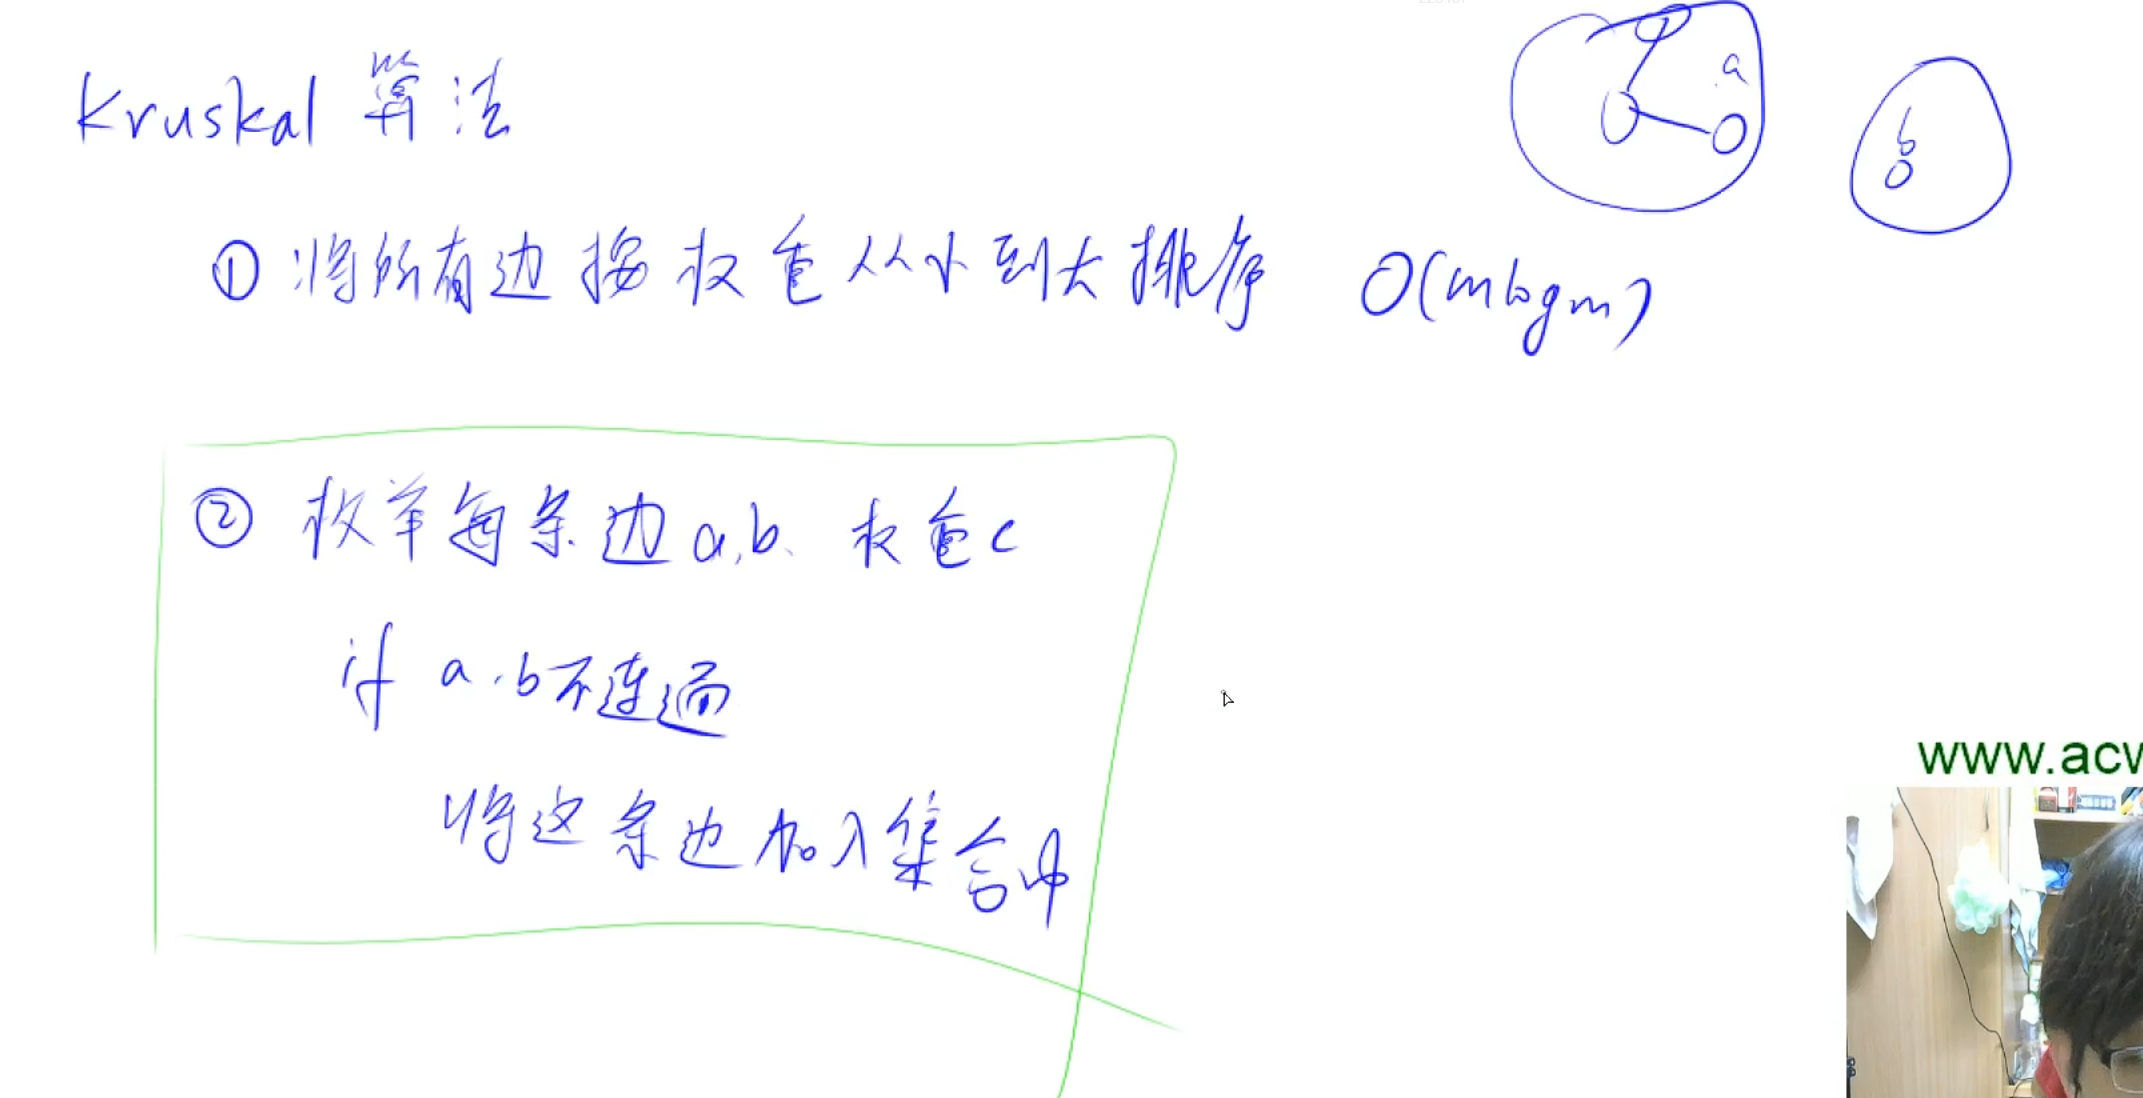 Kruskal 算法
a
b
① 将所有边按权重从小到大排序 O(mlogm)
② 枚举每条边 a,b、权重c
if a,b不连通
将这条边加入集合中
www.acw